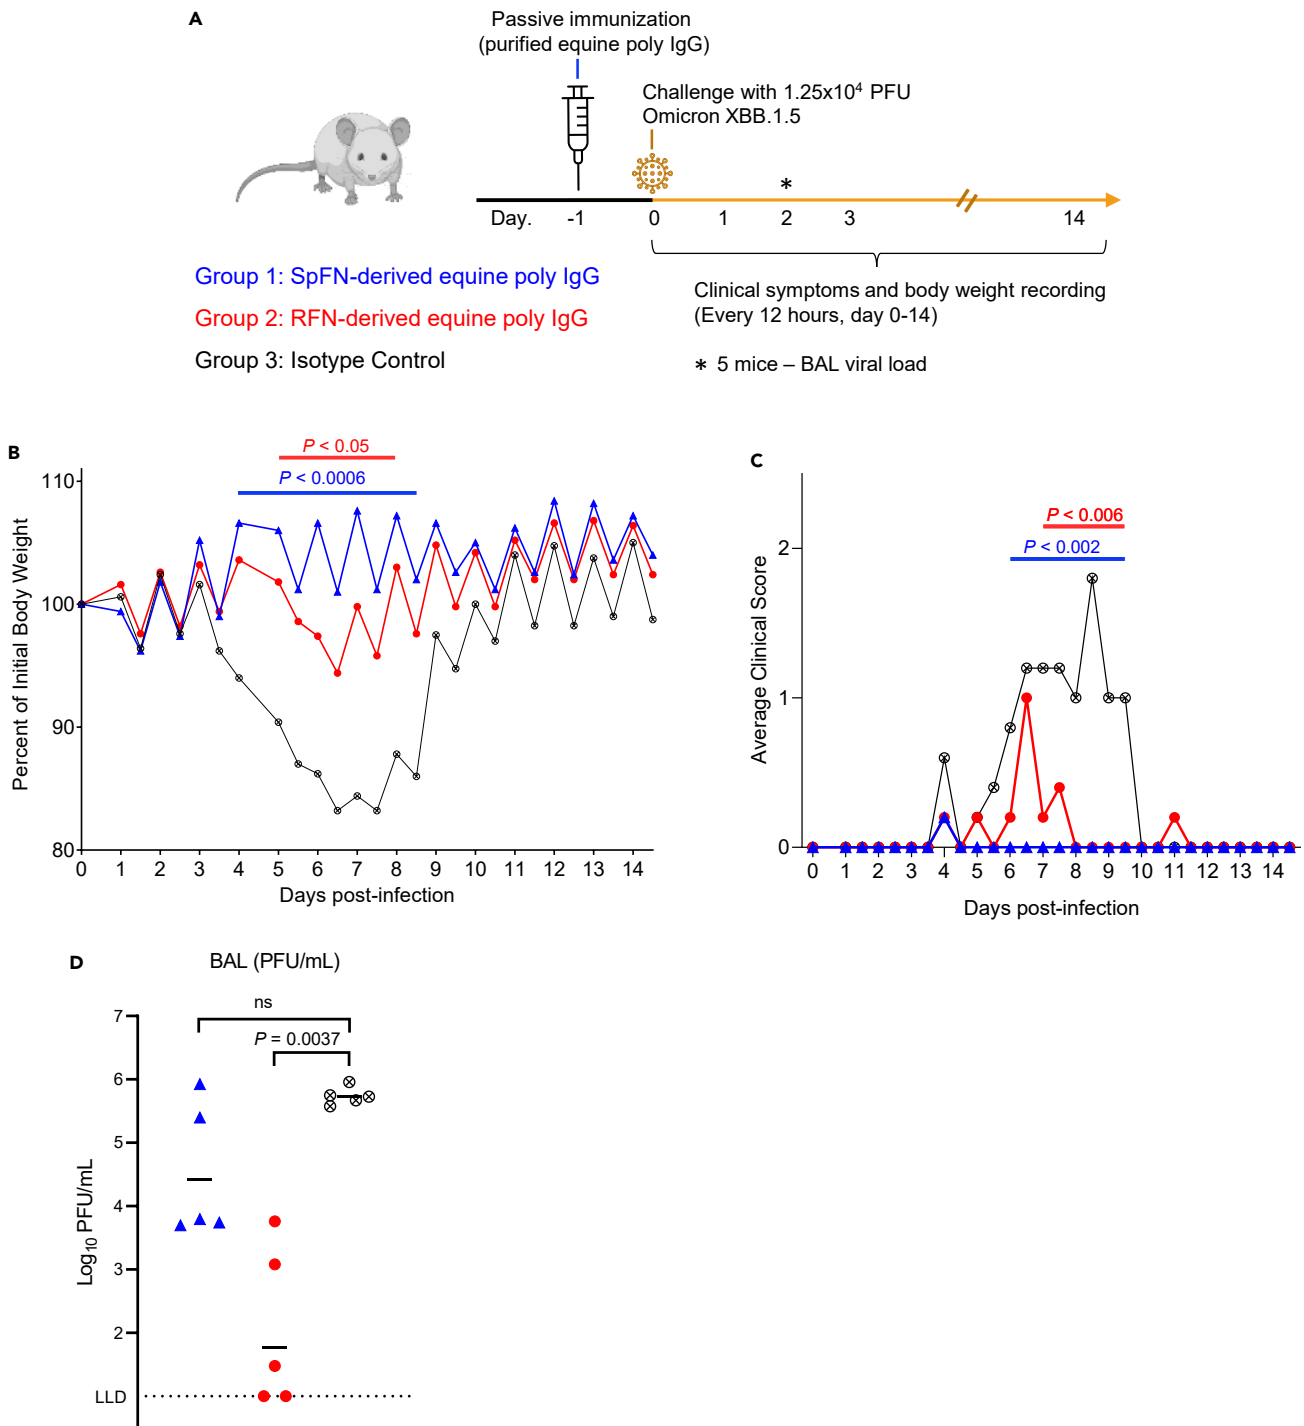 A
Passive immunization
(purified equine poly IgG)
Challenge with 1.25x10⁴ PFU
Omicron XBB.1.5
*
Day. -1 0 1 2 3 14
Group 1: SpFN-derived equine poly IgG
Group 2: RFN-derived equine poly IgG
Group 3: Isotype Control
Clinical symptoms and body weight recording
(Every 12 hours, day 0-14)
* 5 mice – BAL viral load
B
P < 0.05
P < 0.0006
Percent of Initial Body Weight
110
100
90
80
0 1 2 3 4 5 6 7 8 9 10 11 12 13 14
Days post-infection
C
P < 0.006
P < 0.002
Average Clinical Score
2
1
0
0 1 2 3 4 5 6 7 8 9 10 11 12 13 14
Days post-infection
D
BAL (PFU/mL)
ns
P = 0.0037
Log₁₀ PFU/mL
7
6
5
4
3
2
LLD